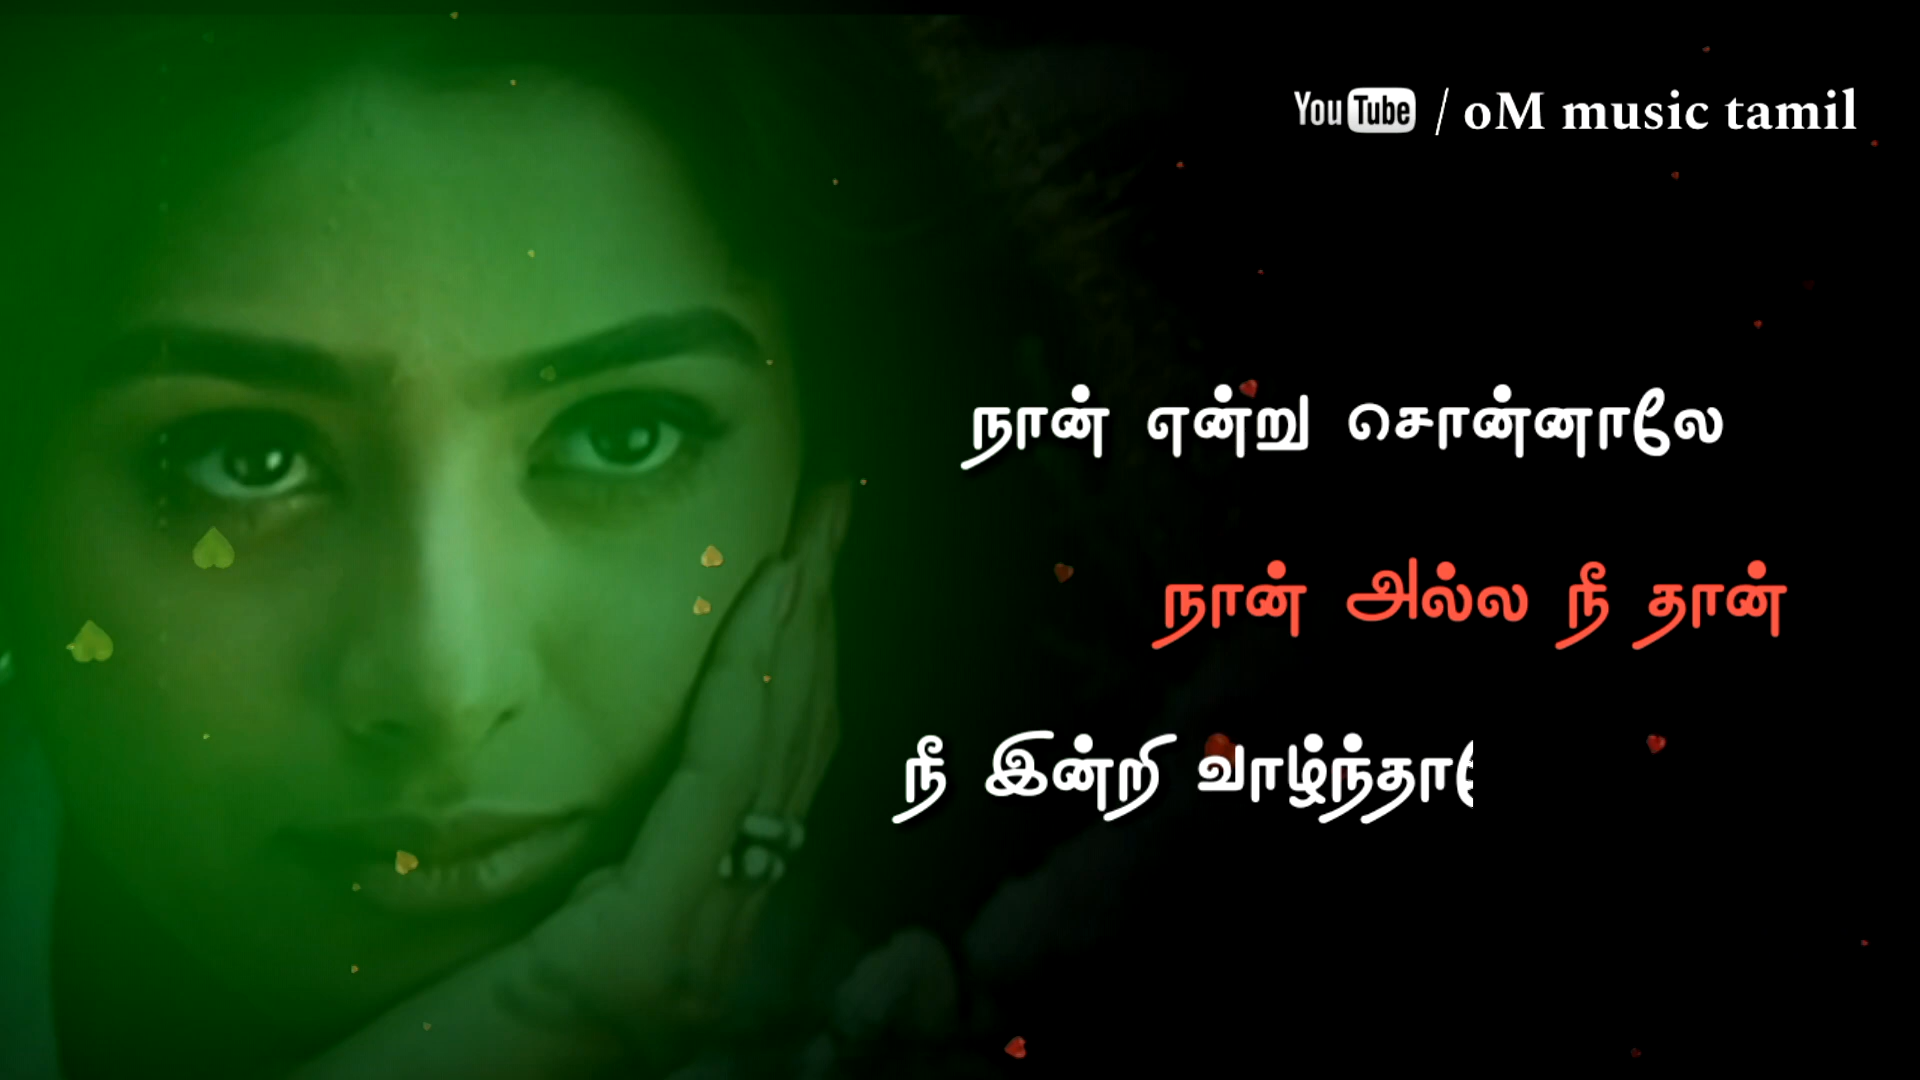 YouTube / oM music tamil
நான் என்று சொன்னாலே
நான் அல்ல நீ தான்
நீ இன்றி